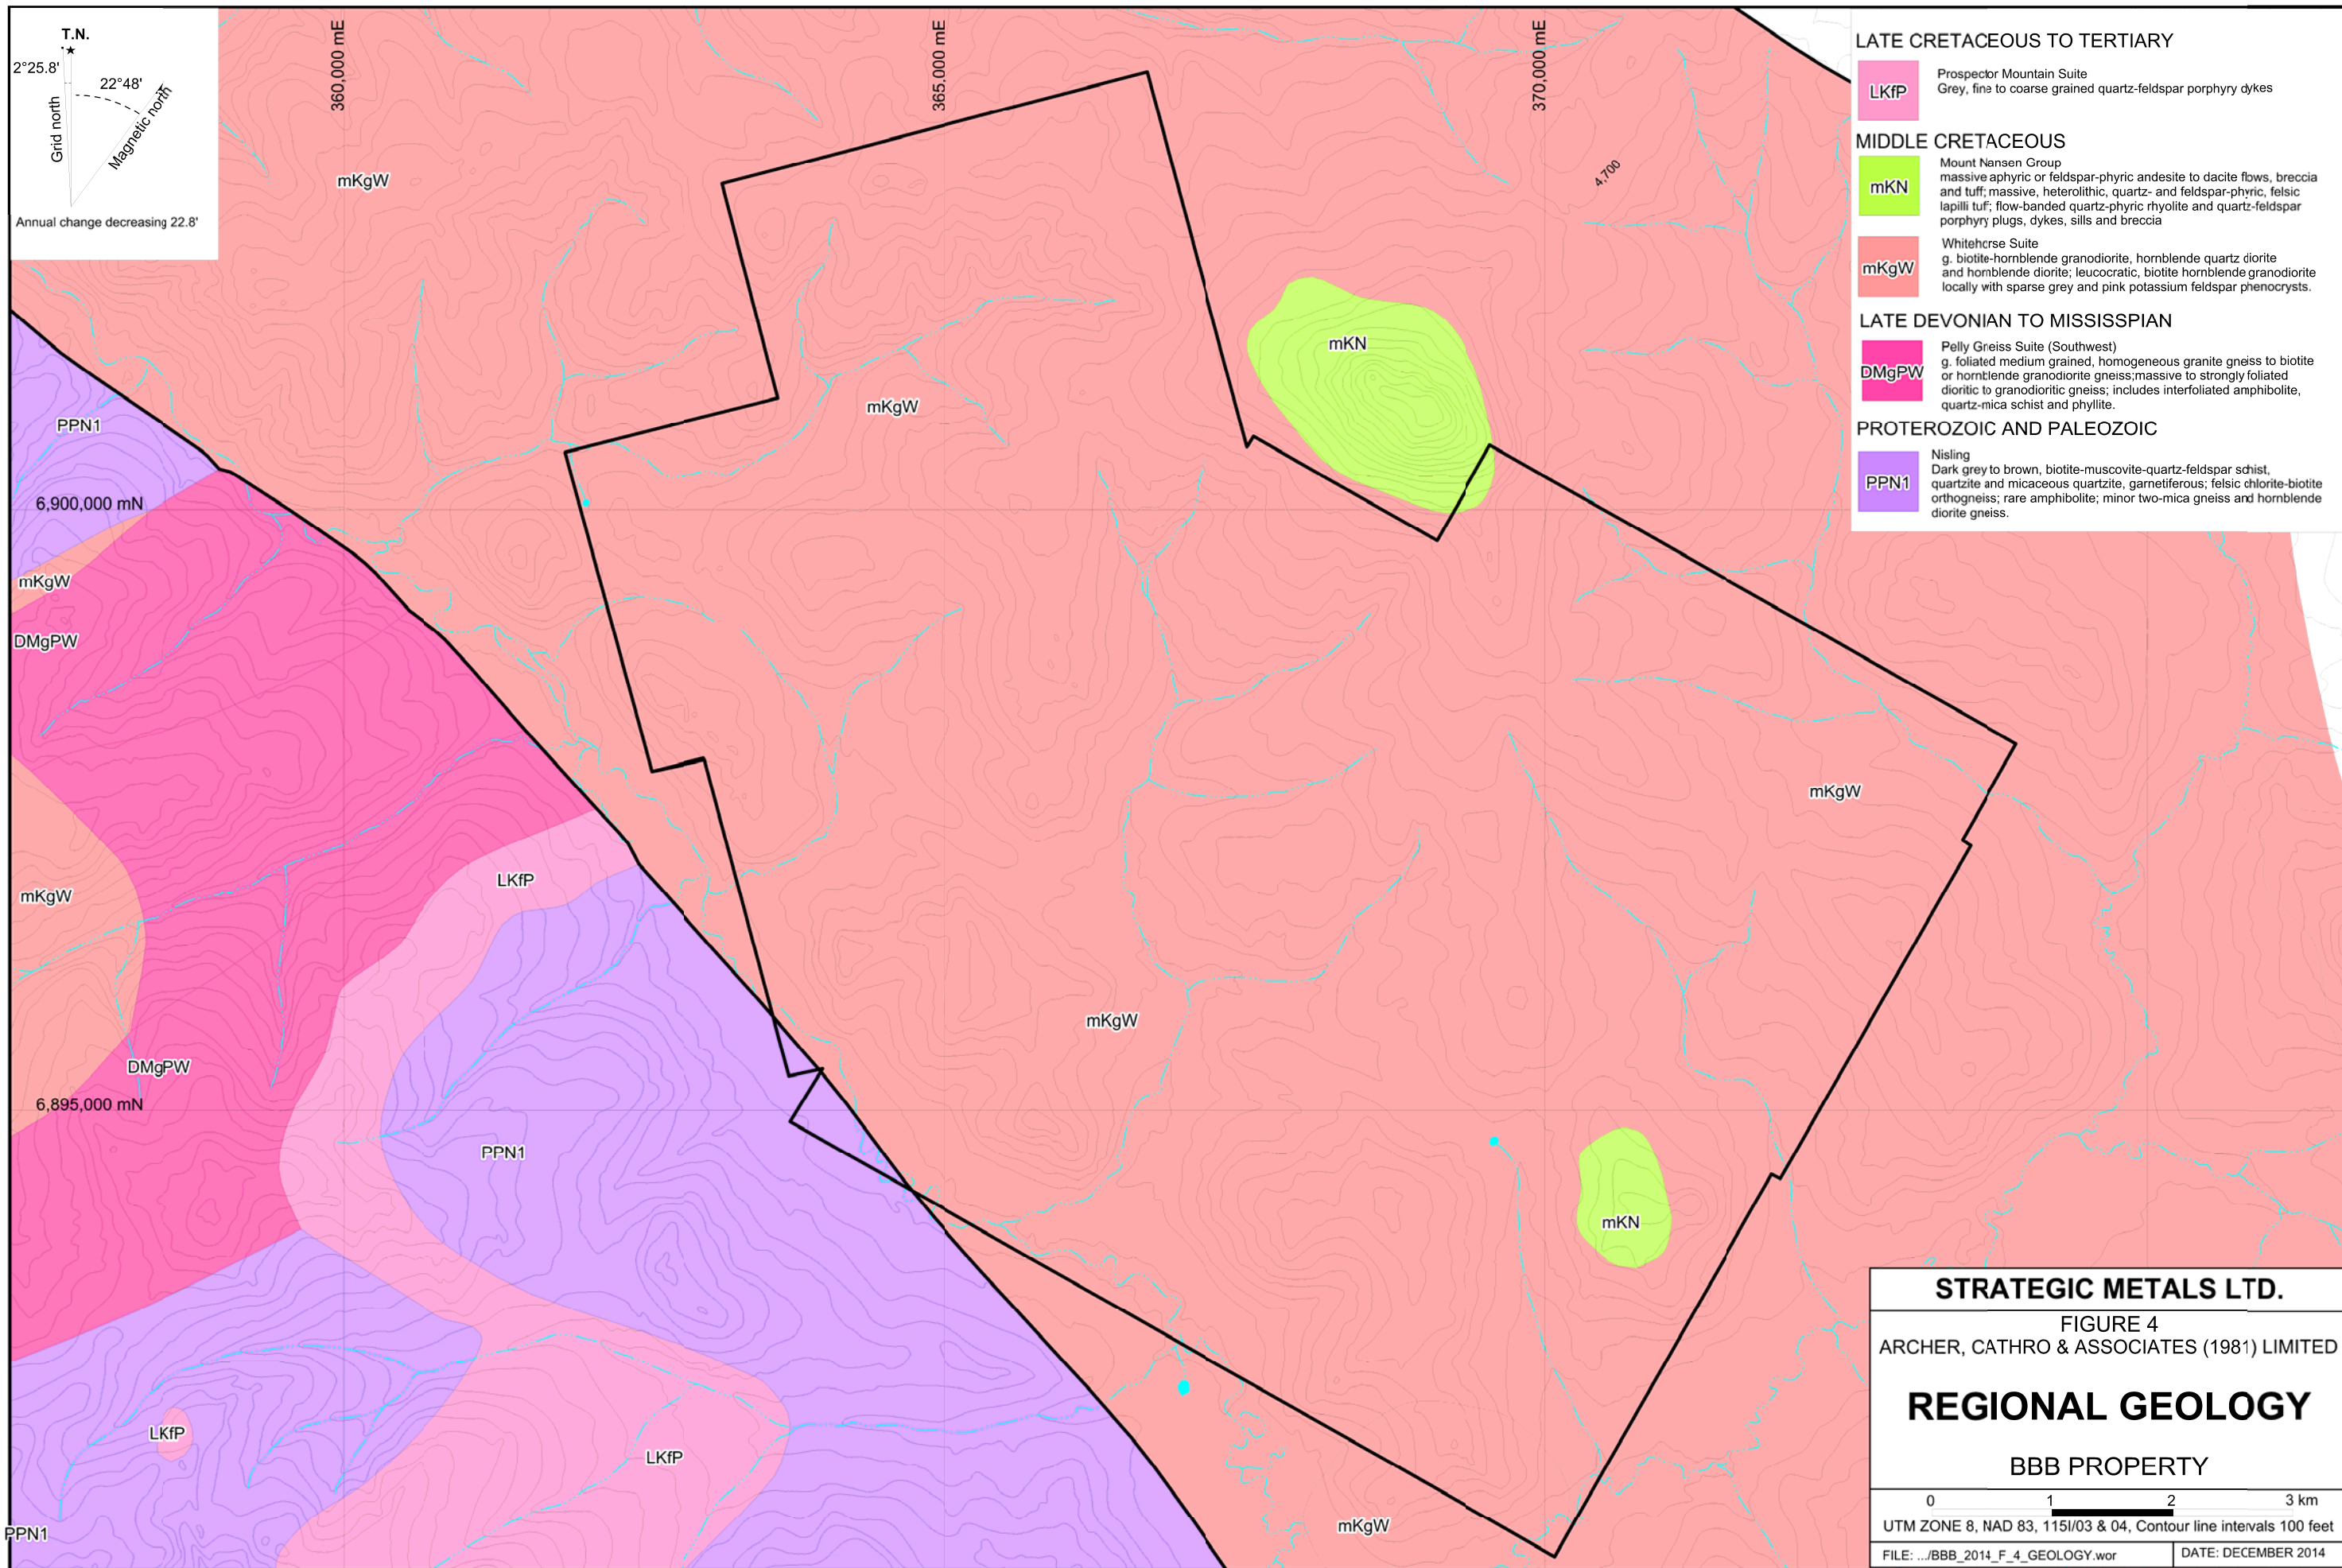 T.N.
2°25.8'
22°48'
Grid north
Magnetic north
Annual change decreasing 22.8'
360,000 mE
365.000 mE
370,000 mE
4,700
mKgW
mKN
mKgW
PPN1
6,900,000 mN
mKgW
DMgPW
mKgW
LKfP
mKgW
mKgW
DMgPW
6,895,000 mN
PPN1
mKN
LKfP
LKfP
mKgW
PPN1
LATE CRETACEOUS TO TERTIARY
LKfP
Prospector Mountain Suite
Grey, fine to coarse grained quartz-feldspar porphyry dykes
MIDDLE CRETACEOUS
mKN
Mount Nansen Group
massive aphyric or feldspar-phyric andesite to dacite flows, breccia
and tuff; massive, heterolithic, quartz- and feldspar-phyric, felsic
lapilli tuff; flow-banded quartz-phyric rhyolite and quartz-feldspar
porphyry plugs, dykes, sills and breccia
mKgW
Whitehorse Suite
g. biotite-hornblende granodiorite, hornblende quartz diorite
and hornblende diorite; leucocratic, biotite hornblende granodiorite
locally with sparse grey and pink potassium feldspar phenocrysts.
LATE DEVONIAN TO MISSISSPIAN
DMgPW
Pelly Gneiss Suite (Southwest)
g. foliated medium grained, homogeneous granite gneiss to biotite
or hornblende granodiorite gneiss;massive to strongly foliated
dioritic to granodioritic gneiss; includes interfoliated amphibolite,
quartz-mica schist and phyllite.
PROTEROZOIC AND PALEOZOIC
PPN1
Nisling
Dark grey to brown, biotite-muscovite-quartz-feldspar schist,
quartzite and micaceous quartzite, garnetiferous; felsic chlorite-biotite
orthogneiss; rare amphibolite; minor two-mica gneiss and hornblende
diorite gneiss.
STRATEGIC METALS LTD.
FIGURE 4
ARCHER, CATHRO & ASSOCIATES (1981) LIMITED
REGIONAL GEOLOGY
BBB PROPERTY
0 1 2 3 km
UTM ZONE 8, NAD 83, 115I/03 & 04, Contour line intervals 100 feet
FILE: .../BBB_2014_F_4_GEOLOGY.wor
DATE: DECEMBER 2014